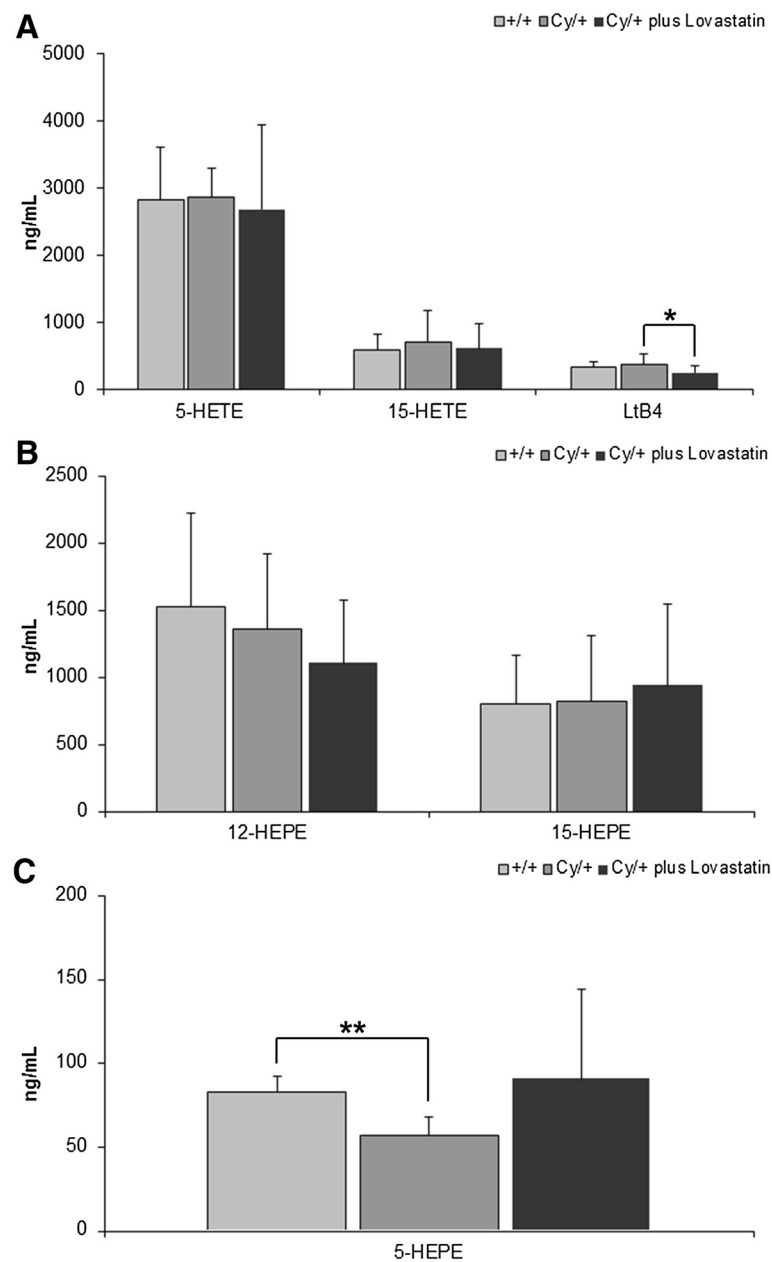 A
+/+ Cy/+ Cy/+ plus Lovastatin
5000
4000
3000
2000
1000
0
ng/mL
*
5-HETE 15-HETE LtB4
B
+/+ Cy/+ Cy/+ plus Lovastatin
2500
2000
1500
1000
500
0
ng/mL
12-HEPE 15-HEPE
C
+/+ Cy/+ Cy/+ plus Lovastatin
200
150
100
50
0
ng/mL
**
5-HEPE